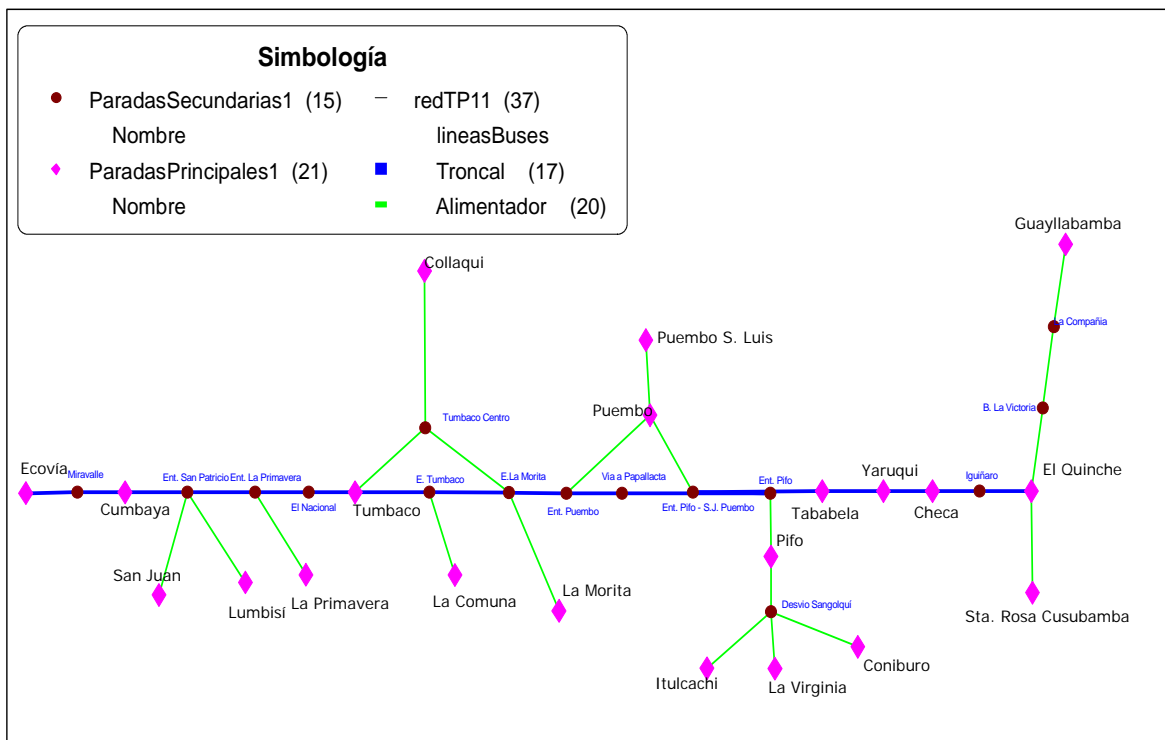 Simbología
ParadasSecundarias1 (15)
Nombre
ParadasPrincipales1 (21)
Nombre
redTP11 (37)
lineasBuses
Troncal (17)
Alimentador (20)
Guayllabamba
Collaqui
La Compañia
Puembo S. Luis
Puembo
B. La Victoria
Tumbaco Centro
Ecovía
Miravalle
Ent. San Patricio
Ent. La Primavera
E. Tumbaco
E.La Morita
Via a Papallacta
Ent. Pifo
Yaruqui
Iguiñaro
El Quinche
Cumbaya
El Nacional
Tumbaco
Ent. Puembo
Ent. Pifo - S.J. Puembo
Tababela
Checa
Pifo
San Juan
Lumbisí
La Primavera
La Comuna
La Morita
Desvio Sangolquí
Sta. Rosa Cusubamba
Itulcachi
La Virginia
Coniburo